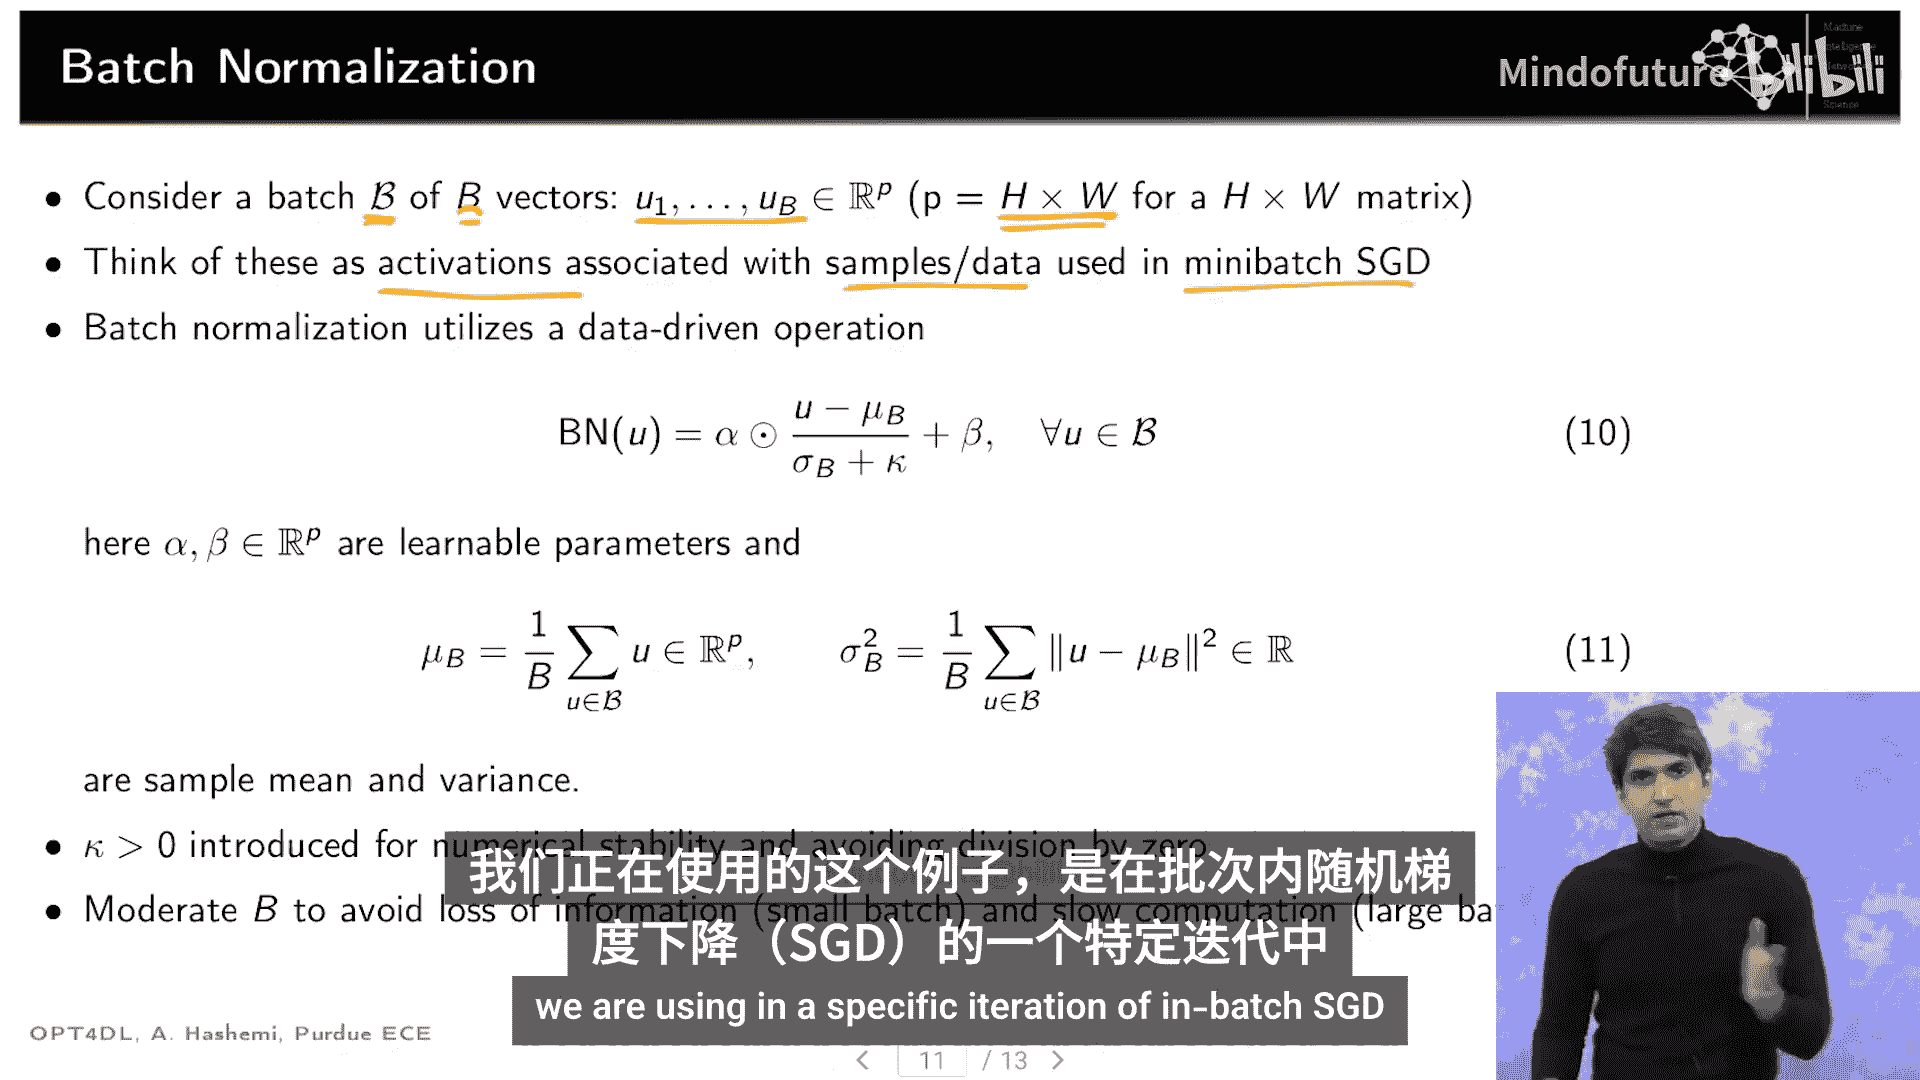 Batch Normalization
Mindofuture bilibili
• Consider a batch ℬ of B vectors: u₁, . . . , u_B ∈ ℝᵖ (p = H × W for a H × W matrix)
• Think of these as activations associated with samples/data used in minibatch SGD
• Batch normalization utilizes a data-driven operation
BN(u) = α ⊙ (u − μ_B)/(σ_B + κ) + β, ∀u ∈ ℬ (10)
here α, β ∈ ℝᵖ are learnable parameters and
μ_B = 1/B ∑_{u∈ℬ} u ∈ ℝᵖ, σ²_B = 1/B ∑_{u∈ℬ} ‖u − μ_B‖² ∈ ℝ (11)
are sample mean and variance.
• κ > 0 introduced for numerical stability and avoiding division by zero
我们正在使用的这个例子，是在批次内随机梯
• Moderate B to avoid loss of information (small batch) and slow computation (large ba
度下降（SGD）的一个特定迭代中
we are using in a specific iteration of in-batch SGD
OPT4DL, A. Hashemi, Purdue ECE
11 / 13